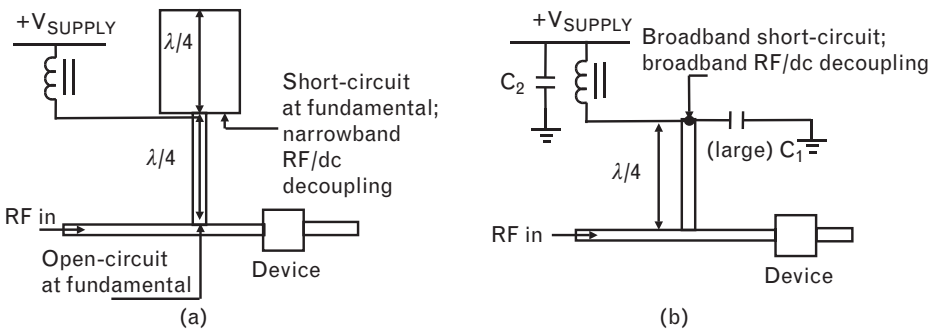 +V_SUPPLY
λ/4
Short-circuit
at fundamental;
narrowband
RF/dc
decoupling
λ/4
RF in
Open-circuit
at fundamental
Device
(a)
+V_SUPPLY
Broadband short-circuit;
broadband RF/dc decoupling
C₂
(large) C₁
λ/4
RF in
Device
(b)